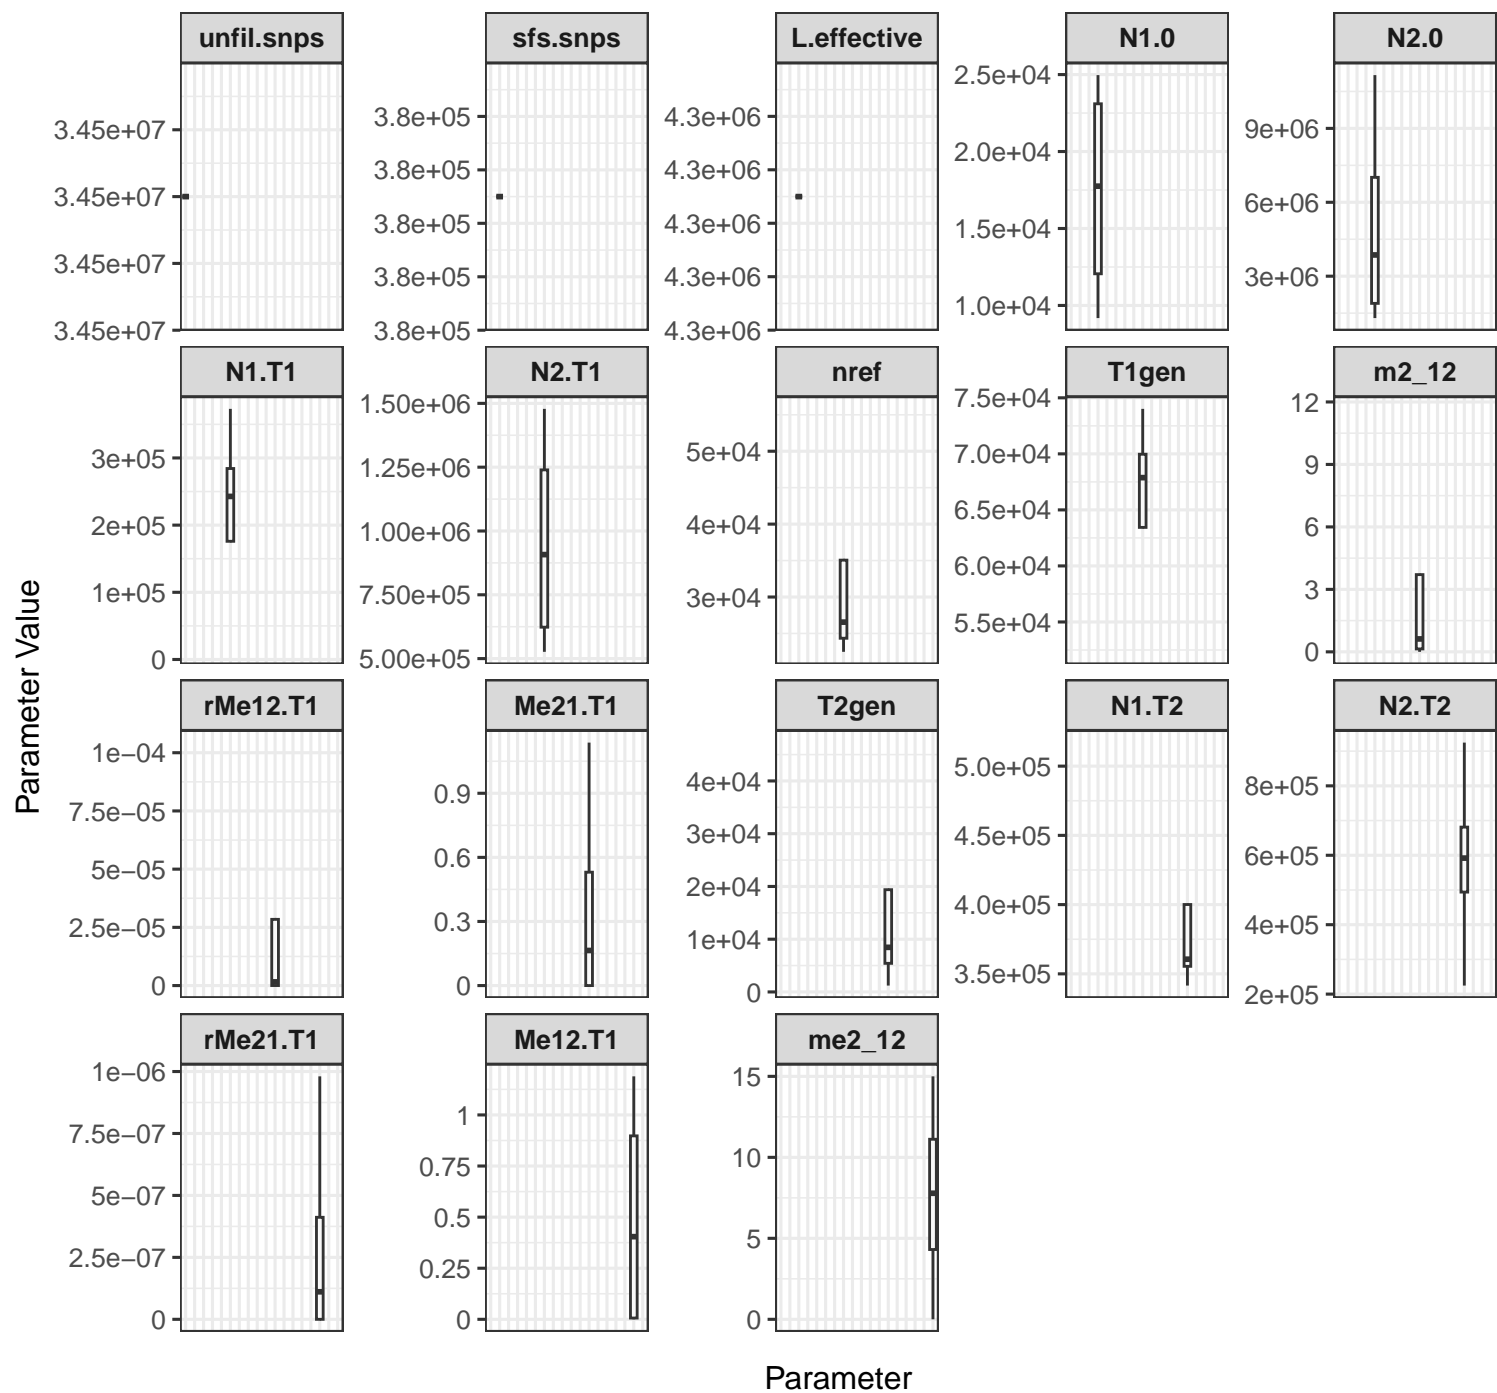 unfil.snps sfs.snps L.effective N1.0 N2.0
3.45e+07
3.45e+07
3.45e+07
3.45e+07
3.8e+05
3.8e+05
3.8e+05
3.8e+05
3.8e+05
4.3e+06
4.3e+06
4.3e+06
4.3e+06
4.3e+06
2.5e+04
2.0e+04
1.5e+04
1.0e+04
9e+06
6e+06
3e+06
N1.T1 N2.T1 nref T1gen m2_12
3e+05
2e+05
1e+05
0
1.50e+06
1.25e+06
1.00e+06
7.50e+05
5.00e+05
5e+04
4e+04
3e+04
7.5e+04
7.0e+04
6.5e+04
6.0e+04
5.5e+04
12
9
6
3
0
Parameter Value
rMe12.T1 Me21.T1 T2gen N1.T2 N2.T2
1e−04
7.5e−05
5e−05
2.5e−05
0
0.9
0.6
0.3
0
4e+04
3e+04
2e+04
1e+04
0
5.0e+05
4.5e+05
4.0e+05
3.5e+05
8e+05
6e+05
4e+05
2e+05
rMe21.T1 Me12.T1 me2_12
1e−06
7.5e−07
5e−07
2.5e−07
0
1
0.75
0.5
0.25
0
15
10
5
0
Parameter